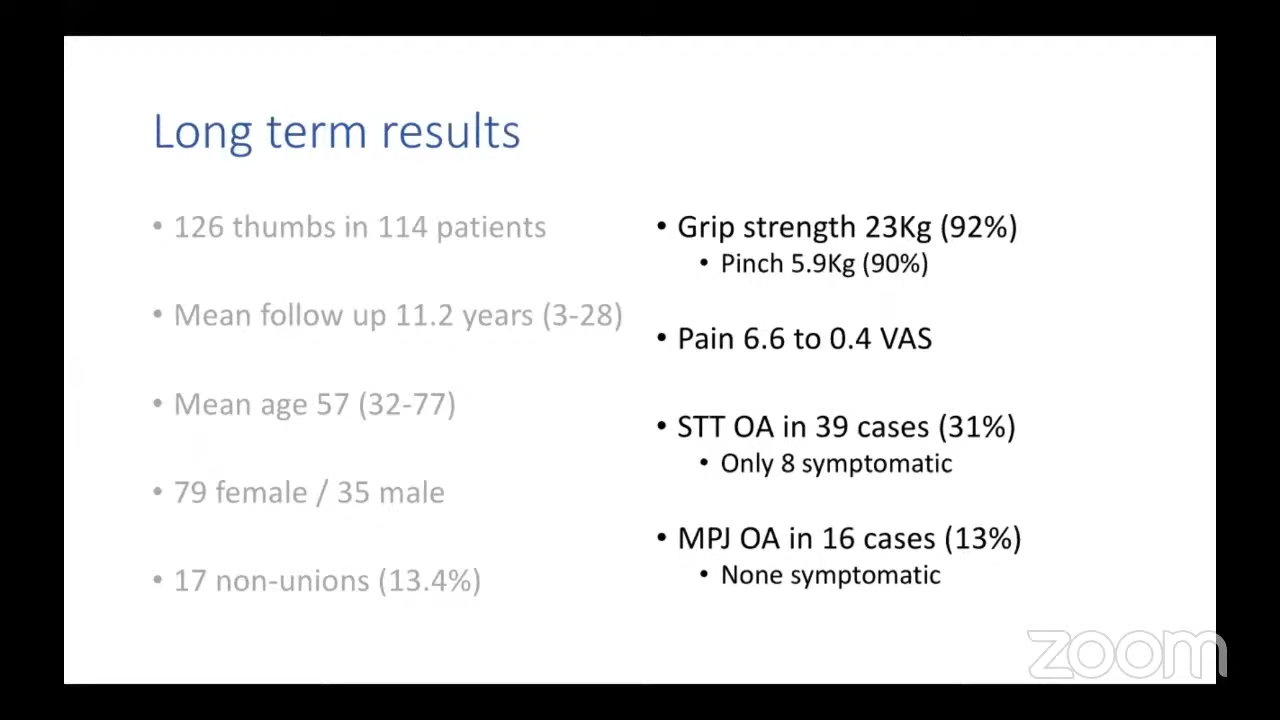 Long term results
• 126 thumbs in 114 patients
• Mean follow up 11.2 years (3-28)
• Mean age 57 (32-77)
• 79 female / 35 male
• 17 non-unions (13.4%)
• Grip strength 23Kg (92%)
• Pinch 5.9Kg (90%)
• Pain 6.6 to 0.4 VAS
• STT OA in 39 cases (31%)
• Only 8 symptomatic
• MPJ OA in 16 cases (13%)
• None symptomatic
zoom